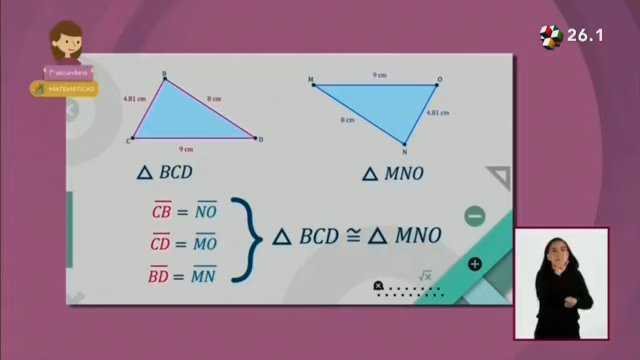 26.1
1° secundaria
MATEMÁTICAS
B
4.81 cm
8 cm
C
D
9 cm
△ BCD
M
9 cm
O
8 cm
4.81 cm
N
△ MNO
CB = NO
CD = MO
BD = MN
△ BCD ≅ △ MNO
√x